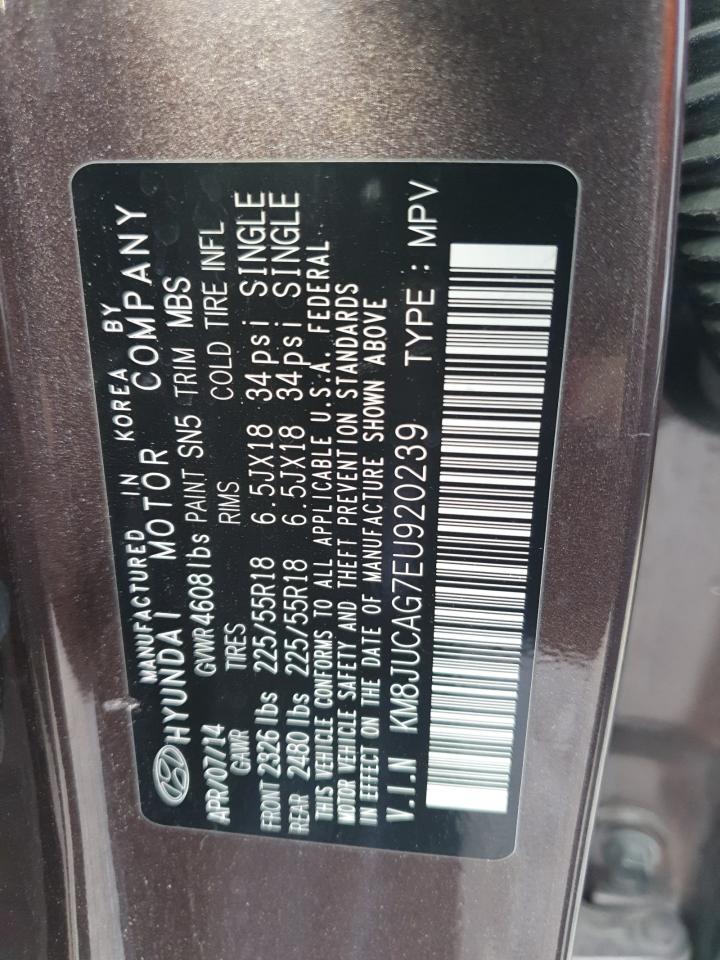 MANUFACTURED IN KOREA BY
HYUNDAI MOTOR COMPANY
APR/07/14 GVWR 4608 lbs PAINT SN5 TRIM MBS
GAWR TIRES RIMS COLD TIRE INFL
FRONT 2326 lbs 225/55R18 6.5JX18 34psi SINGLE
REAR 2480 lbs 225/55R18 6.5JX18 34psi SINGLE
THIS VEHICLE CONFORMS TO ALL APPLICABLE U.S.A. FEDERAL
MOTOR VEHICLE SAFETY AND THEFT PREVENTION STANDARDS
IN EFFECT ON THE DATE OF MANUFACTURE SHOWN ABOVE
V.I.N KM8JUCAG7EU920239 TYPE : MPV